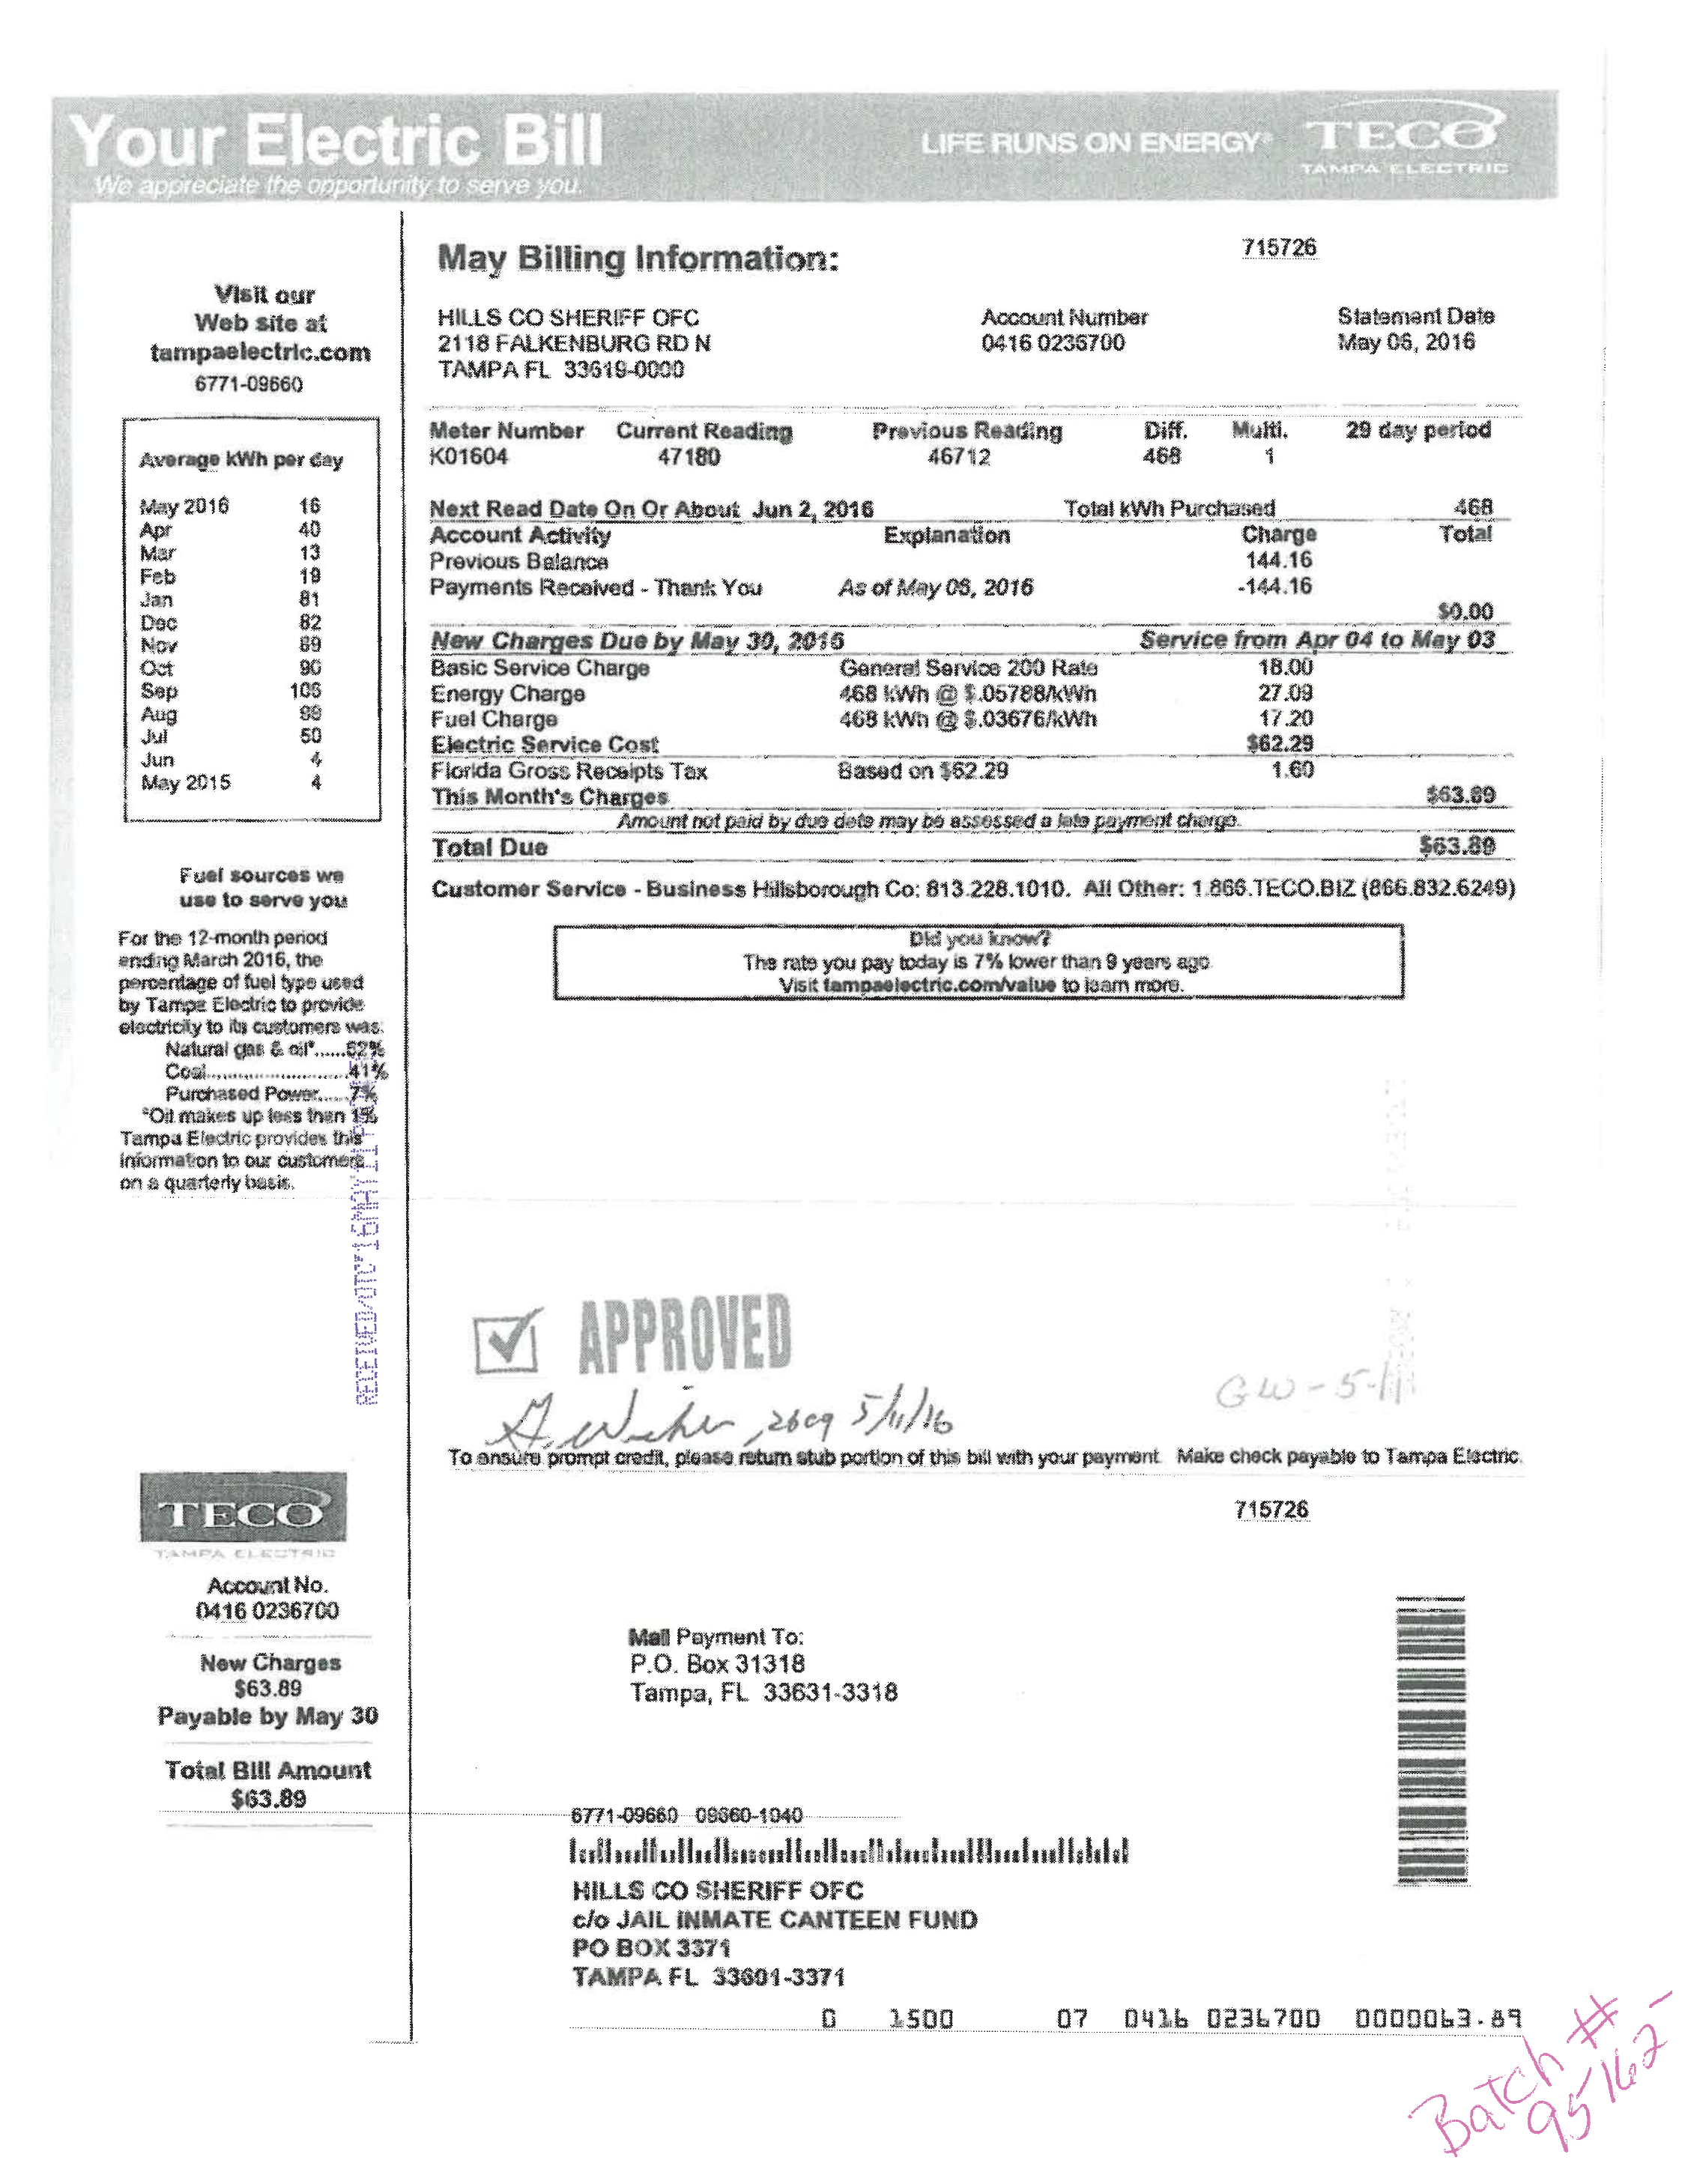 Your Electric Bill
We appreciate the opportunity to serve you.
LIFE RUNS ON ENERGY®
TECO
TAMPA ELECTRIC
Visit our
Web site at
tampaelectric.com
6771-09660
Average kWh per day
May 2016 16
Apr 40
Mar 13
Feb 19
Jan 81
Dec 82
Nov 89
Oct 90
Sep
Aug
Jul 50
Jun 4
May 2015 4
Fuel sources we
use to serve you
For the 12-month period
ending March 2016, the
percentage of fuel type used
by Tampa Electric to provide
electricity to its customers was:
Natural gas & oil*......52%
Coal........................41%
Purchased Power......7%
*Oil makes up less than 1%
Tampa Electric provides this
information to our customers
on a quarterly basis.
RECEIVED/OTC'16MAY11
May Billing Information:
715726
HILLS CO SHERIFF OFC
2118 FALKENBURG RD N
TAMPA FL 33619-0000
Account Number
0416 0236700
Statement Date
May 06, 2016
Meter Number Current Reading Previous Reading Diff. Multi. 29 day period
K01604 47180 46712 468 1
Next Read Date On Or About Jun 2, 2016 Total kWh Purchased 468
Account Activity Explanation Charge Total
Previous Balance 144.16
Payments Received - Thank You As of May 06, 2016 -144.16
$0.00
New Charges Due by May 30, 2016 Service from Apr 04 to May 03
Basic Service Charge General Service 200 Rate 18.00
Energy Charge 468 kWh @ $.05788/kWh 27.09
Fuel Charge 468 kWh @ $.03676/kWh 17.20
Electric Service Cost $62.29
Florida Gross Receipts Tax Based on $62.29 1.60
This Month's Charges $63.89
Amount not paid by due date may be assessed a late payment charge.
Total Due $63.89
Customer Service - Business Hillsborough Co: 813.228.1010. All Other: 1.866.TECO.BIZ (866.832.6249)
Did you know?
The rate you pay today is 7% lower than 9 years ago.
Visit tampaelectric.com/value to learn more.
APPROVED
2609 5/11/16
GW-5-11
To ensure prompt credit, please return stub portion of this bill with your payment. Make check payable to Tampa Electric.
TECO
TAMPA ELECTRIC
715726
Account No.
0416 0236700
New Charges
$63.89
Payable by May 30
Total Bill Amount
$63.89
Mail Payment To:
P.O. Box 31318
Tampa, FL 33631-3318
6771-09660 09660-1040
HILLS CO SHERIFF OFC
c/o JAIL INMATE CANTEEN FUND
PO BOX 3371
TAMPA FL 33601-3371
0 1500 07 0416 0236700 0000063.89
Batch # -
95162